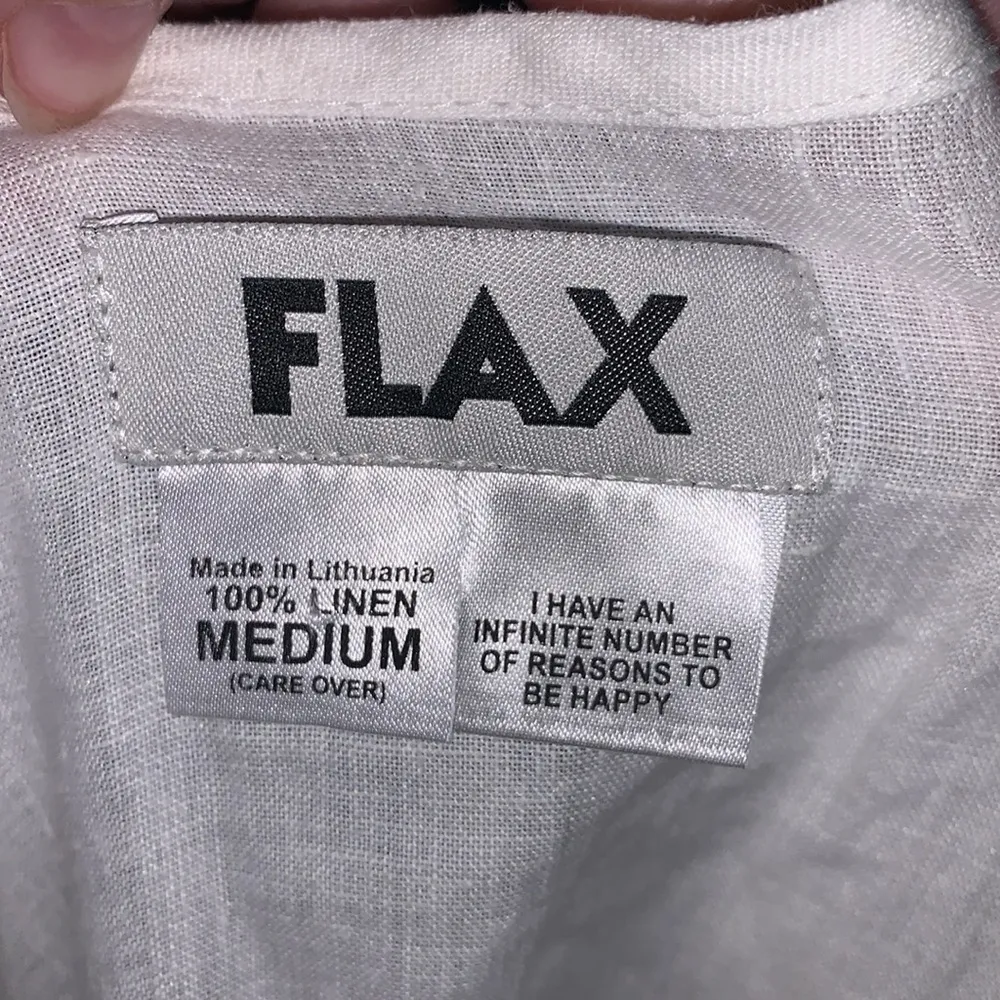 FLAX
Made in Lithuania
100% LINEN
MEDIUM
(CARE OVER)
I HAVE AN
INFINITE NUMBER
OF REASONS TO
BE HAPPY